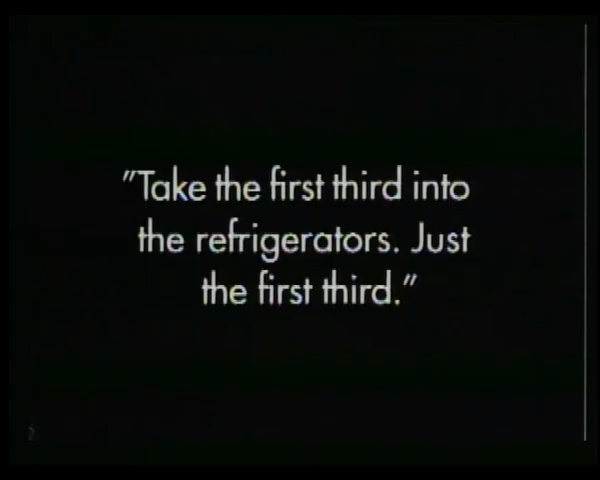 "Take the first third into
the refrigerators. Just
the first third."